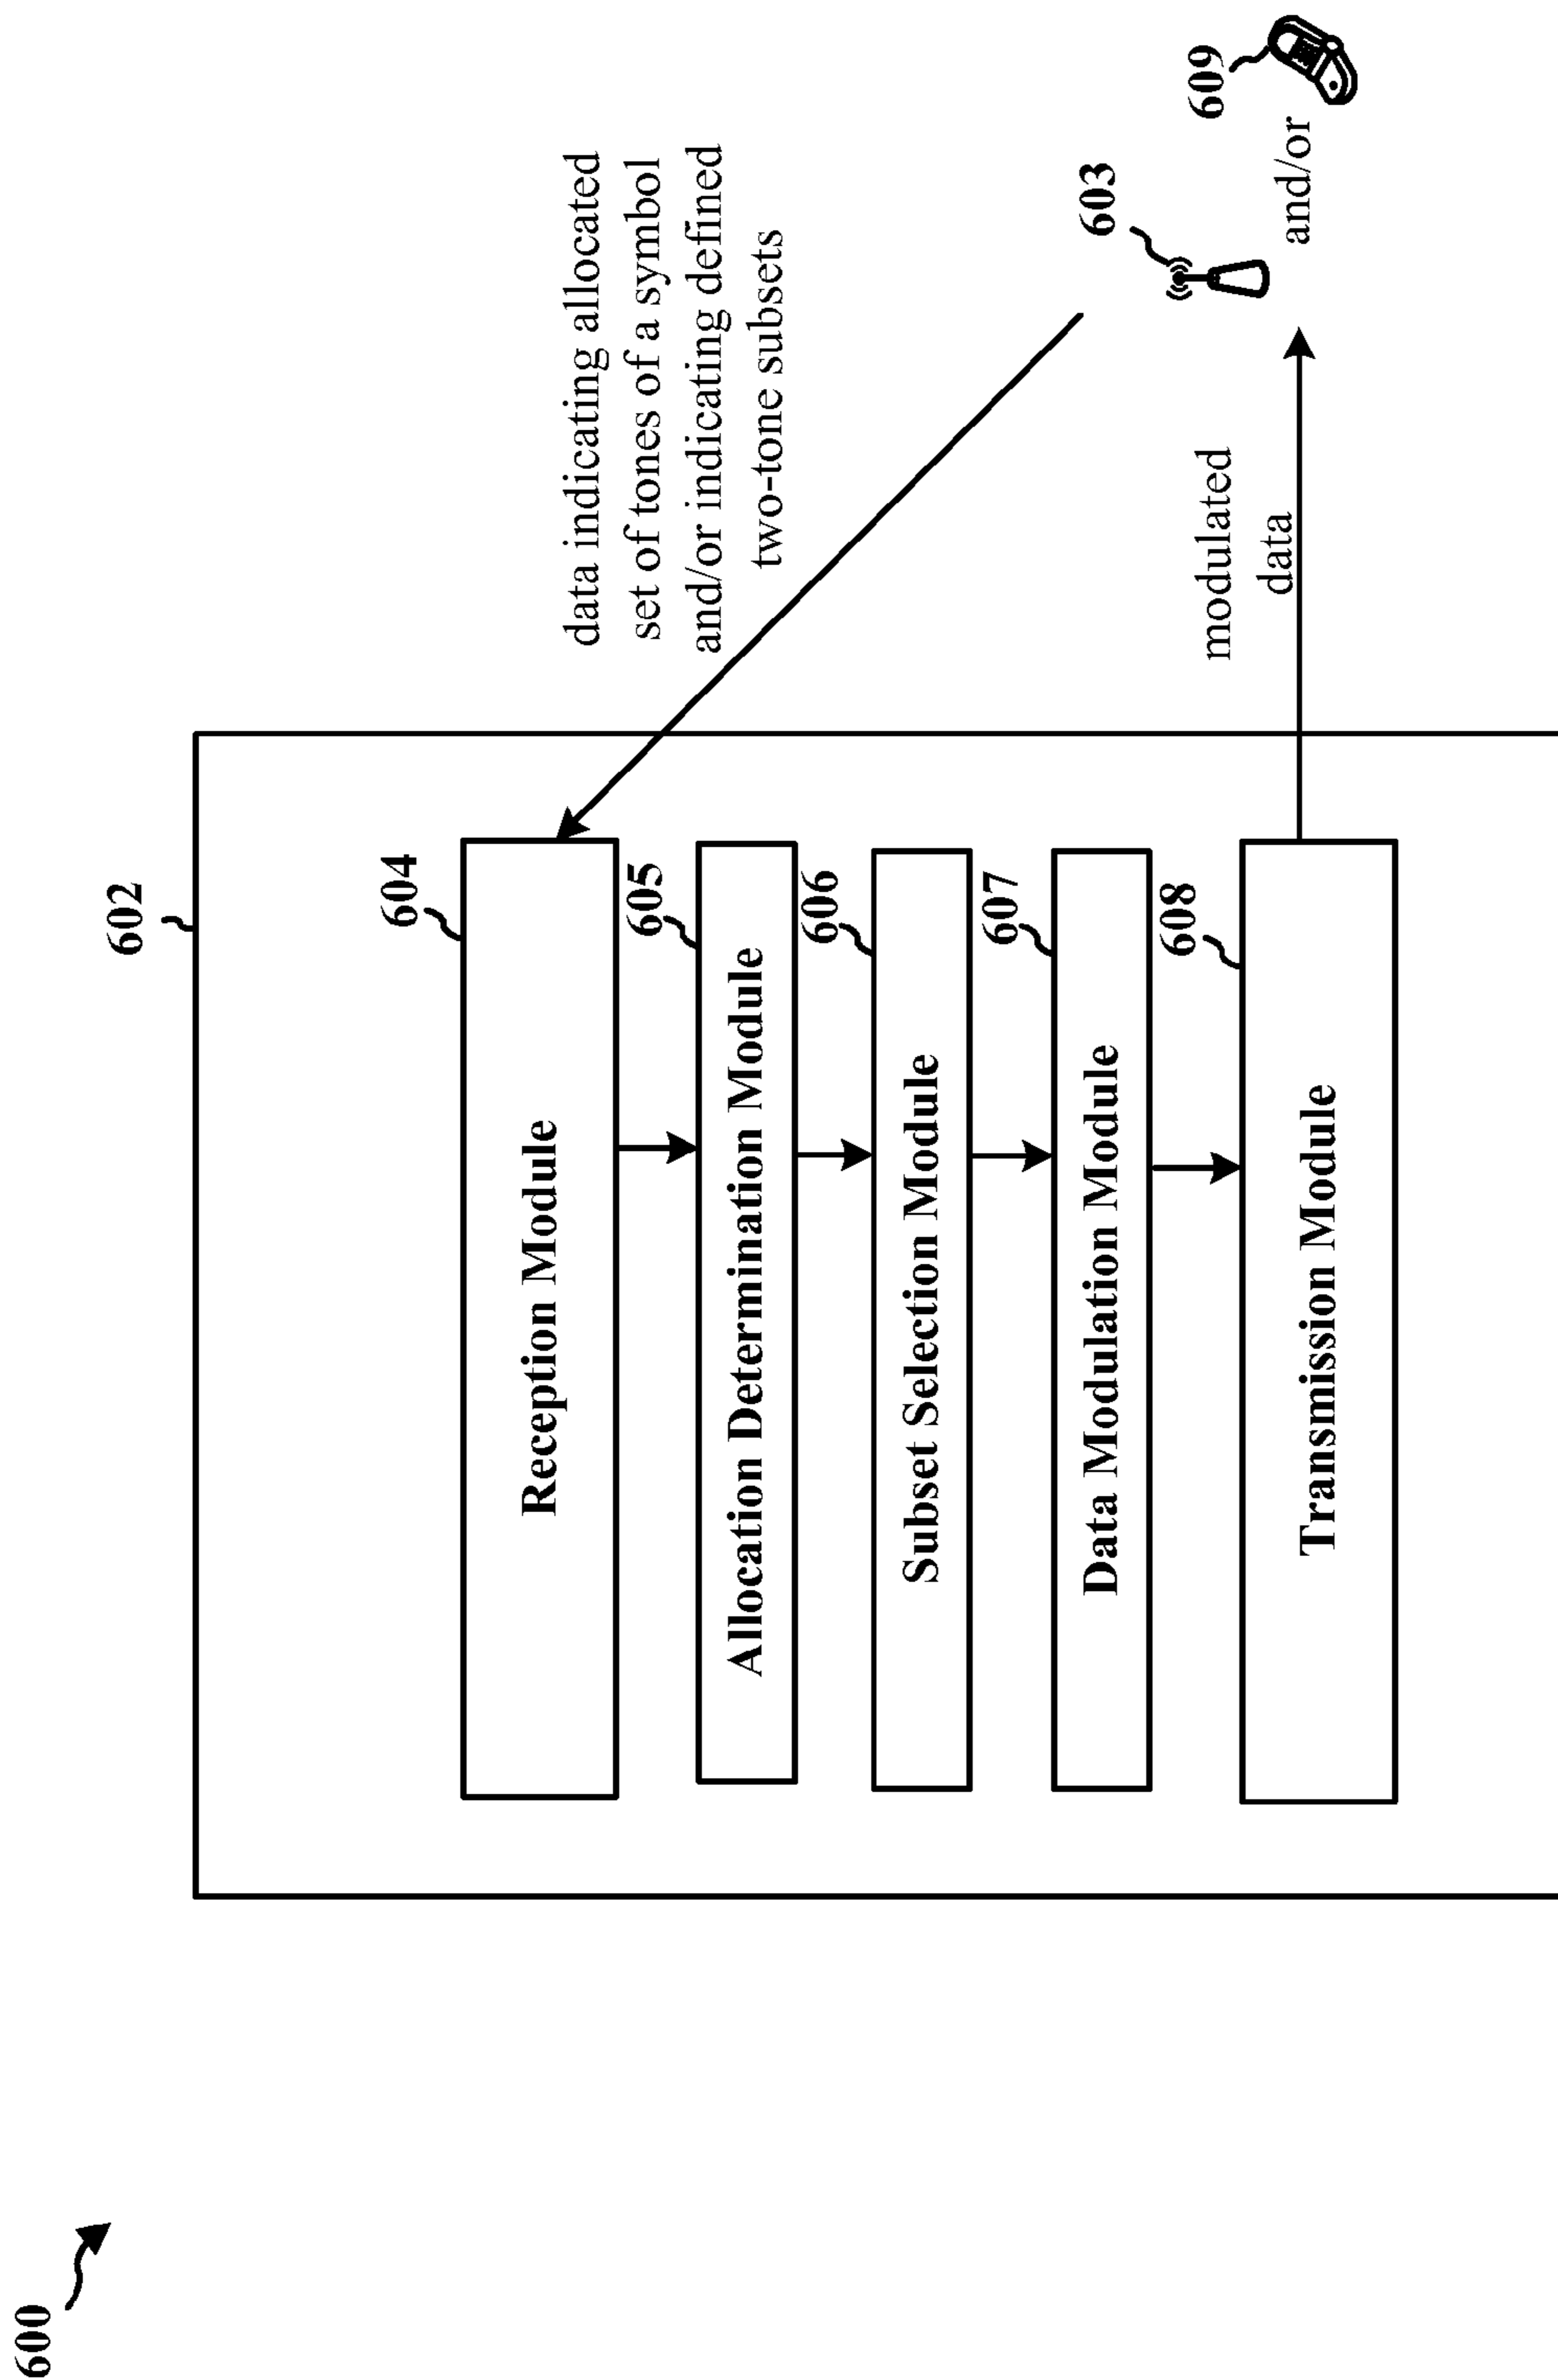 600
602
604
Reception Module
605
Allocation Determination Module
606
Subset Selection Module
607
Data Modulation Module
608
Transmission Module
data indicating allocated
set of tones of a symbol
and/or indicating defined
two-tone subsets
603
modulated
data
609
and/or